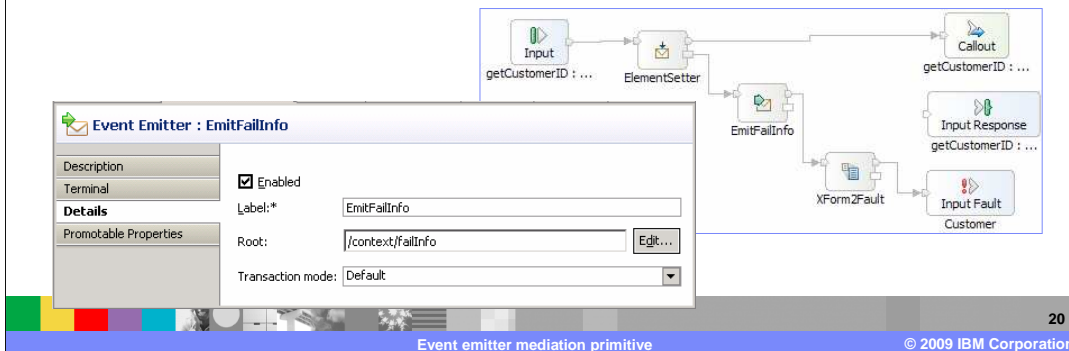 Input
getCustomerID : ...
ElementSetter
Callout
getCustomerID : ...
EmitFailInfo
Input Response
getCustomerID : ...
XForm2Fault
Input Fault
Customer
Event Emitter : EmitFailInfo
Description
Terminal
Details
Promotable Properties
Enabled
Label:* EmitFailInfo
Root: /context/failInfo Edit...
Transaction mode: Default
20
Event emitter mediation primitive © 2009 IBM Corporation